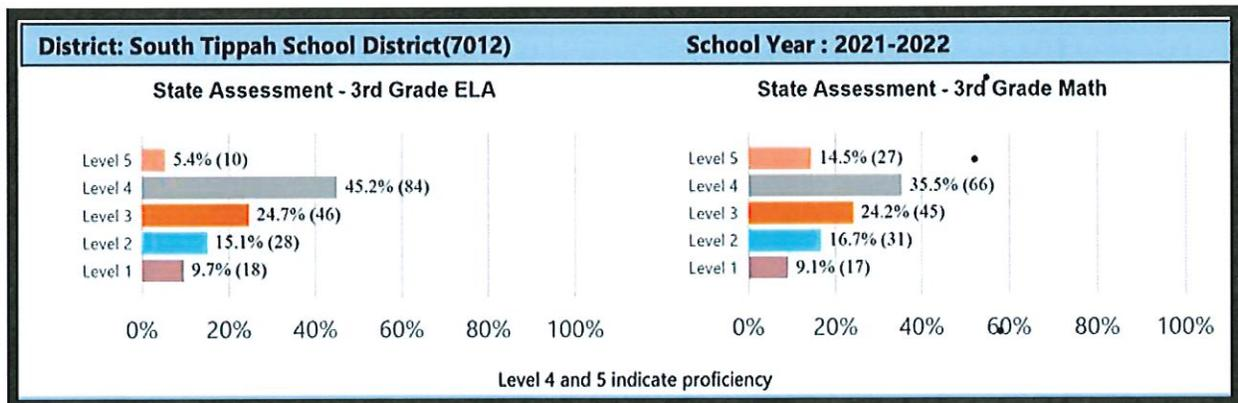 District: South Tippah School District(7012)
School Year : 2021-2022
State Assessment - 3rd Grade ELA
Level 5 5.4% (10)
Level 4 45.2% (84)
Level 3 24.7% (46)
Level 2 15.1% (28)
Level 1 9.7% (18)
0% 20% 40% 60% 80% 100%
State Assessment - 3rd Grade Math
Level 5 14.5% (27)
Level 4 35.5% (66)
Level 3 24.2% (45)
Level 2 16.7% (31)
Level 1 9.1% (17)
0% 20% 40% 60% 80% 100%
Level 4 and 5 indicate proficiency